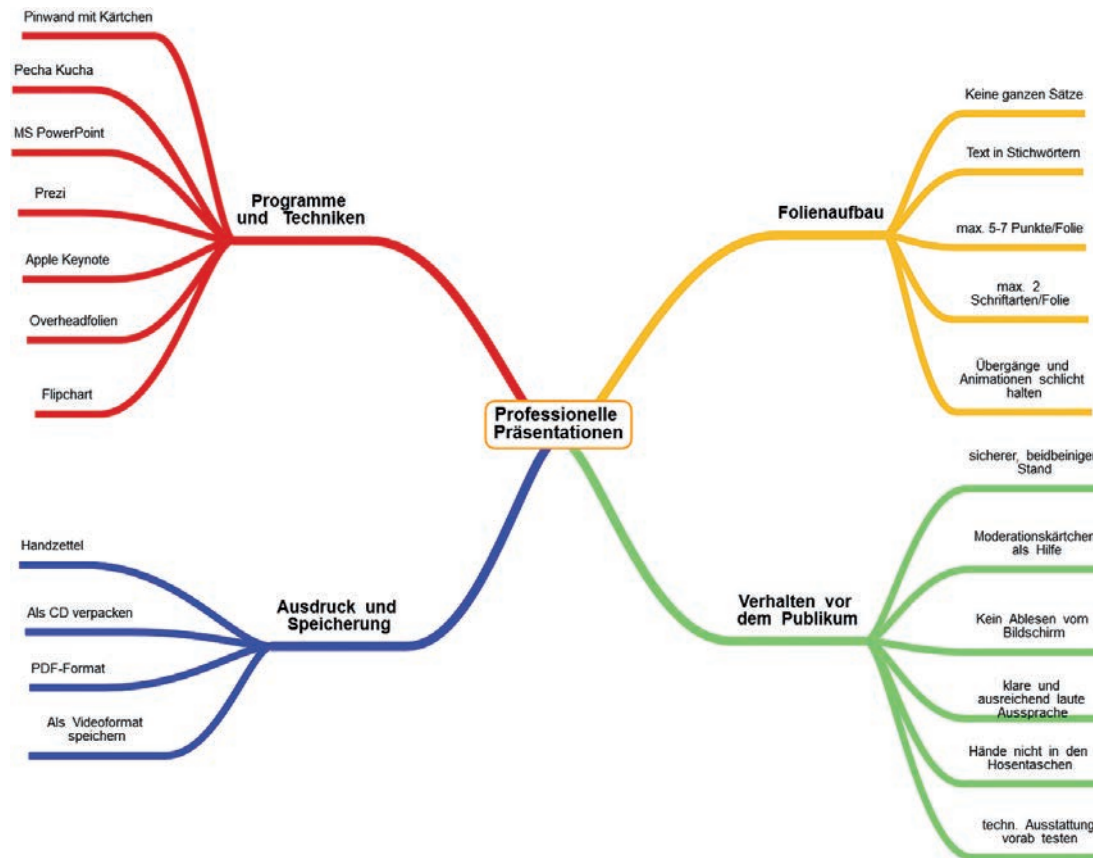 Pinwand mit Kärtchen
Pecha Kucha
MS PowerPoint
Prezi
Apple Keynote
Overheadfolien
Flipchart
Programme
und Techniken
Keine ganzen Sätze
Text in Stichwörtern
max. 5-7 Punkte/Folie
max. 2
Schriftarten/Folie
Übergänge und
Animationen schlicht
halten
Folienaufbau
Professionelle
Präsentationen
Handzettel
Als CD verpacken
PDF-Format
Als Videoformat
speichern
Ausdruck und
Speicherung
Verhalten vor
dem Publikum
sicherer, beidbeiniger
Stand
Moderationskärtchen
als Hilfe
Kein Ablesen vom
Bildschirm
klare und
ausreichend laute
Aussprache
Hände nicht in den
Hosentaschen
techn. Ausstattung
vorab testen